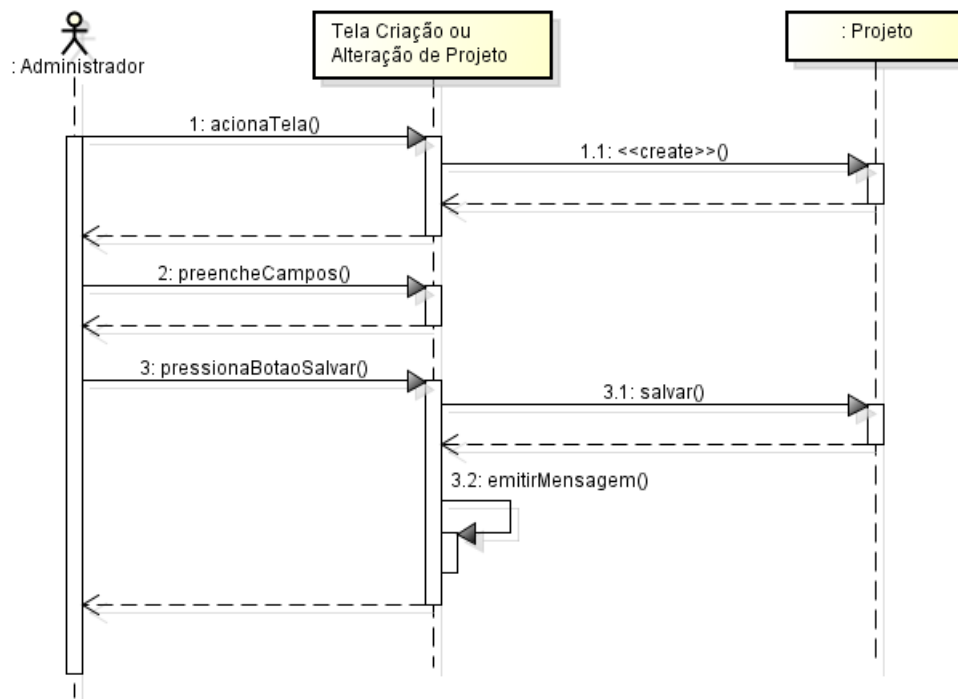 : Administrador
Tela Criação ou
Alteração de Projeto
: Projeto
1: acionaTela()
1.1: <<create>>()
2: preencheCampos()
3: pressionaBotaoSalvar()
3.1: salvar()
3.2: emitirMensagem()